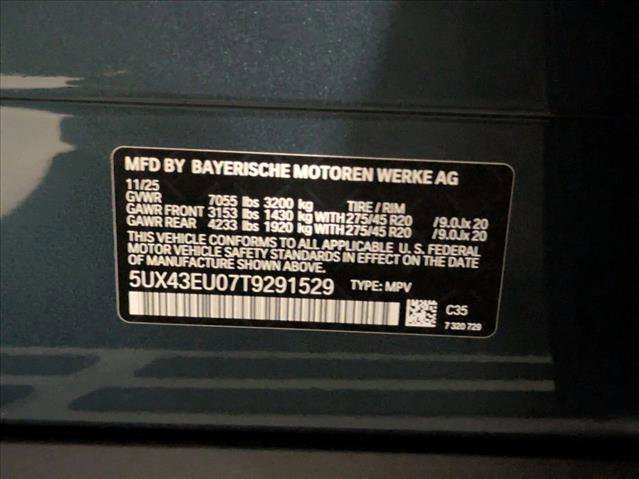 MFD BY BAYERISCHE MOTOREN WERKE AG
11/25
GVWR 7055 lbs 3200 kg TIRE / RIM
GAWR FRONT 3153 lbs 1430 kg WITH 275/45 R20 /9.0Jx20
GAWR REAR 4233 lbs 1920 kg WITH 275/45 R20 /9.0Jx20
THIS VEHICLE CONFORMS TO ALL APPLICABLE U.S. FEDERAL
MOTOR VEHICLE SAFETY STANDARDS IN EFFECT ON THE
DATE OF MANUFACTURE SHOWN ABOVE.
5UX43EU07T9291529 TYPE: MPV
C35
7 320 729